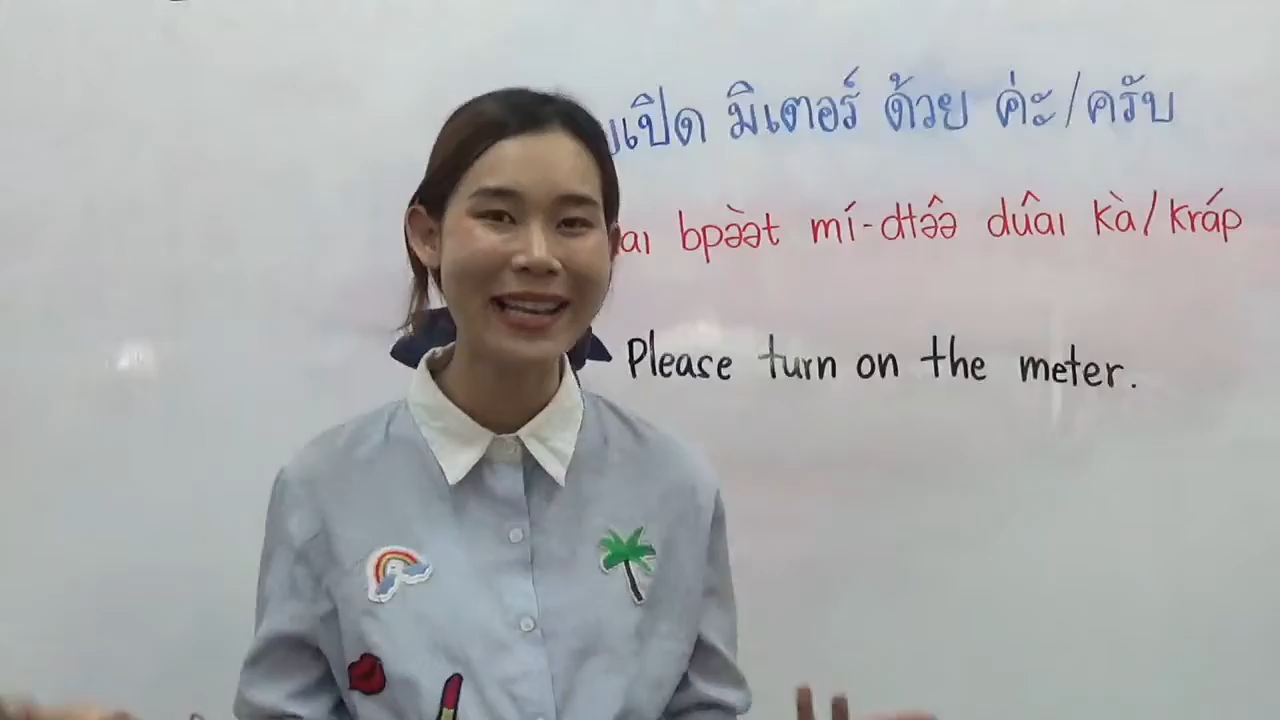 เปิด มิเตอร์ ด้วย ค่ะ/ครับ
bpə̀ət mí-dtə̂ə dûai kà/kráp
Please turn on the meter.